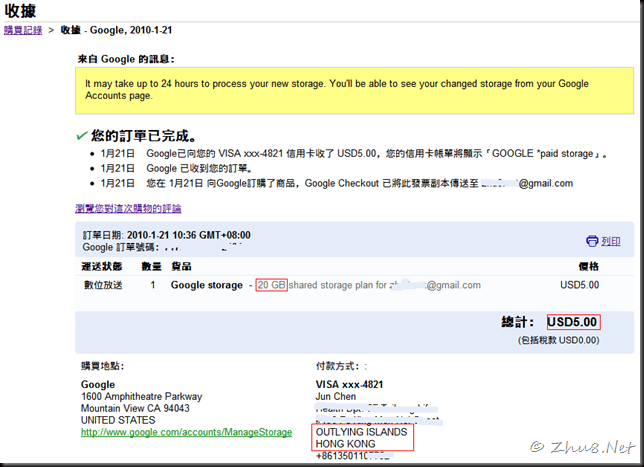 收據
購買記錄 > 收據 - Google, 2010-1-21
來自 Google 的訊息:
It may take up to 24 hours to process your new storage. You'll be able to see your changed storage from your Google
Accounts page.
您的訂單已完成。
1月21日 Google已向您的 VISA xxx-4821 信用卡收了 USD5.00，您的信用卡帳單將顯示「GOOGLE *paid storage」。
1月21日 Google 已收到您的訂單。
1月21日 您在 1月21日 向Google訂購了商品，Google Checkout 已將此發票副本傳送至 @gmail.com
瀏覽您對這次購物的評論
訂單日期: 2010-1-21 10:36 GMT+08:00
Google 訂單號碼:
列印
運送狀態 數量 貨品 價格
數位放送 1 Google storage - 20 GB shared storage plan for @gmail.com USD5.00
總計: USD5.00
(包括稅款 USD0.00)
購買地點:
Google
1600 Amphitheatre Parkway
Mountain View CA 94043
UNITED STATES
http://www.google.com/accounts/ManageStorage
付款方式: :
VISA xxx-4821
Jun Chen
OUTLYING ISLANDS
HONG KONG
© Zhu8.Net